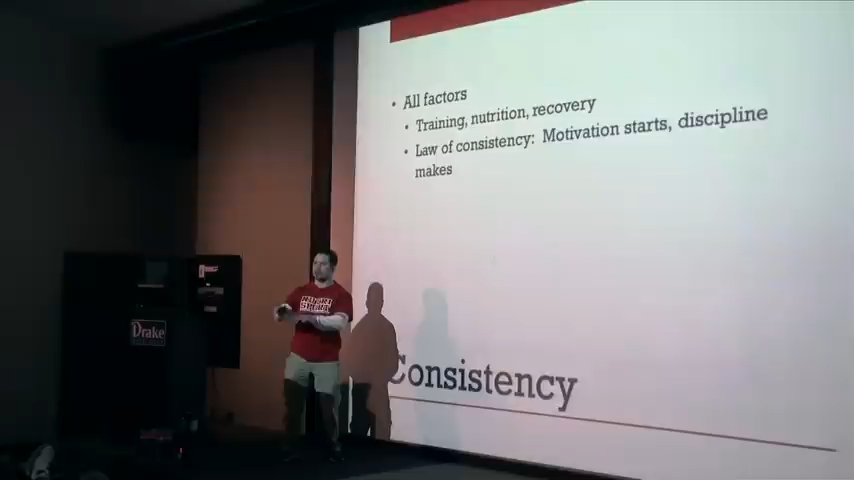 • All factors
• Training, nutrition, recovery
• Law of consistency: Motivation starts, discipline
makes
Drake
Consistency